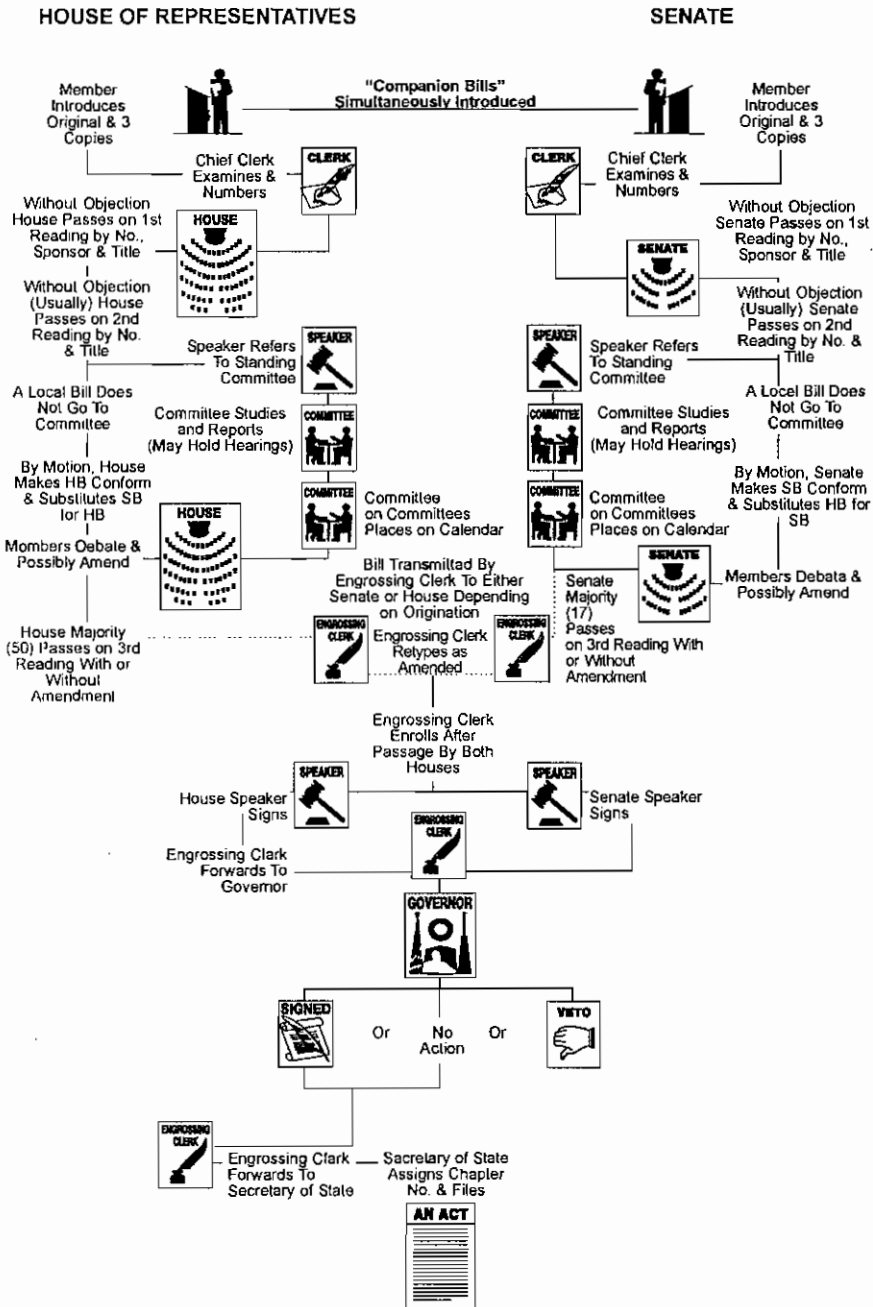 HOUSE OF REPRESENTATIVES
SENATE
Member
Introduces
Original & 3
Copies
"Companion Bills"
Simultaneously Introduced
Member
Introduces
Original & 3
Copies
Chief Clerk
Examines &
Numbers
CLERK
CLERK
Chief Clerk
Examines &
Numbers
Without Objection
House Passes on 1st
Reading by No.,
Sponsor & Title
HOUSE
SENATE
Without Objection
Senate Passes on 1st
Reading by No.,
Sponsor & Title
Without Objection
(Usually) House
Passes on 2nd
Reading by No.
& Title
Without Objection
(Usually) Senate
Passes on 2nd
Reading by No. &
Title
Speaker Refers
To Standing
Committee
SPEAKER
SPEAKER
Speaker Refers
To Standing
Committee
A Local Bill Does
Not Go To
Committee
Committee Studies
and Reports
(May Hold Hearings)
COMMITTEE
COMMITTEE
Committee Studies
and Reports
(May Hold Hearings)
A Local Bill Does
Not Go To
Committee
By Motion, House
Makes HB Conform
& Substitutes SB
for HB
HOUSE
COMMITTEE
Committee
on Committees
Places on Calendar
COMMITTEE
Committee
on Committees
Places on Calendar
By Motion, Senate
Makes SB Conform
& Substitutes HB for
SB
Mombers Debate &
Possibly Amend
SENATE
Members Debata &
Possibly Amend
Bill Transmitted By
Engrossing Clerk To Either
Senate or House Depending
on Origination
House Majority
(50) Passes on 3rd
Reading With or
Without
Amendment
ENGROSSING
CLERK
Engrossing Clerk
Retypes as
Amended
ENGROSSING
CLERK
Senate
Majority
(17)
Passes
on 3rd Reading With
or Without
Amendment
Engrossing Clerk
Enrolls After
Passage By Both
Houses
House Speaker
Signs
SPEAKER
SPEAKER
Senate Speaker
Signs
Engrossing Clark
Forwards To
Governor
ENGROSSING
CLERK
GOVERNOR
SIGNED
Or
No
Action
Or
VETO
ENGROSSING
CLERK
Engrossing Clark
Forwards To
Secretary of State
Sacretary of State
Assigns Chapler
No. & Files
AN ACT